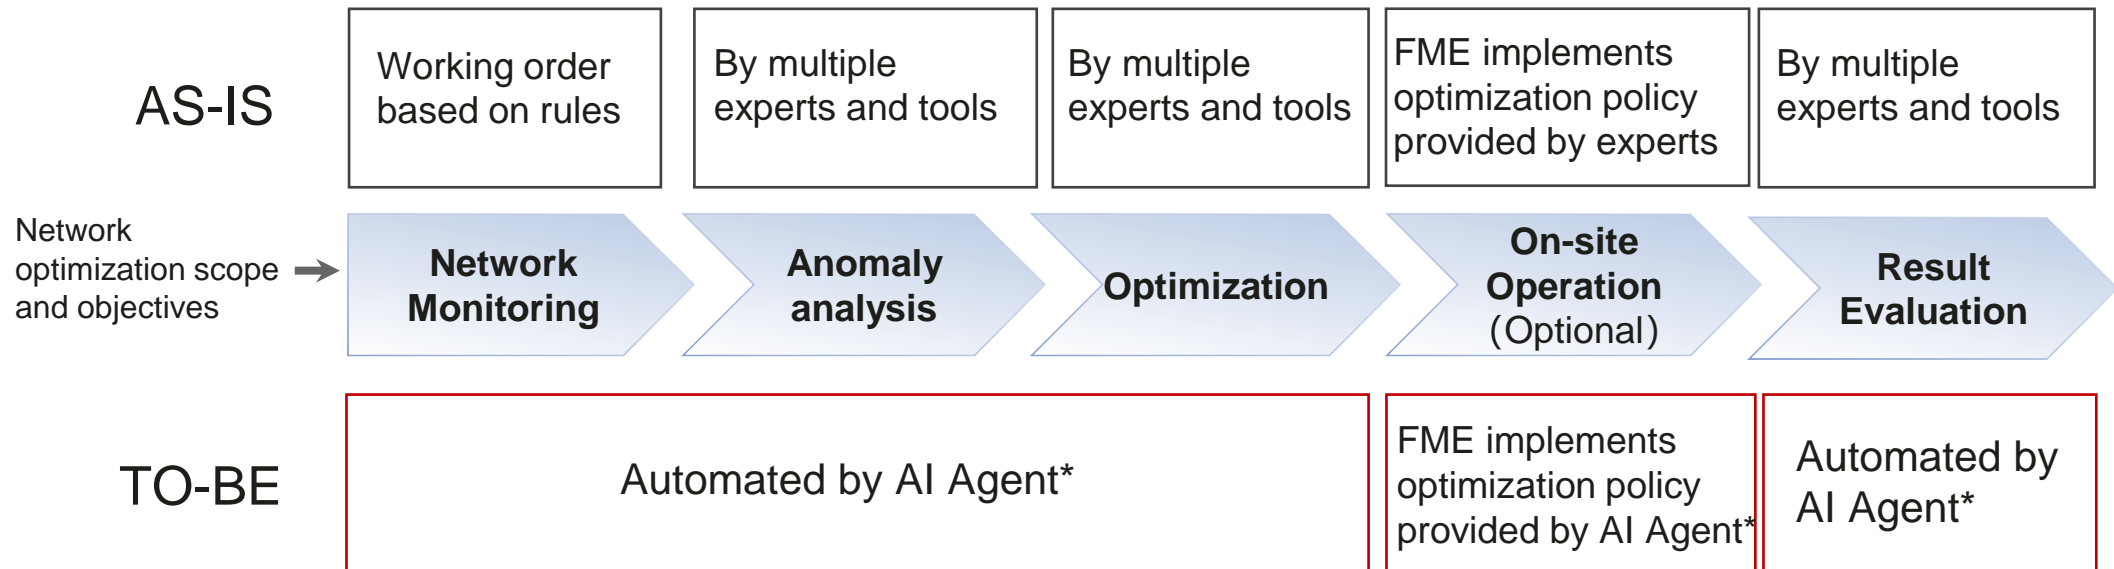 AS-IS
Working order
based on rules
By multiple
experts and tools
By multiple
experts and tools
FME implements
optimization policy
provided by experts
By multiple
experts and tools
Network
optimization scope
and objectives
Network
Monitoring
Anomaly
analysis
Optimization
On-site
Operation
(Optional)
Result
Evaluation
TO-BE
Automated by AI Agent*
FME implements
optimization policy
provided by AI Agent*
Automated by
AI Agent*